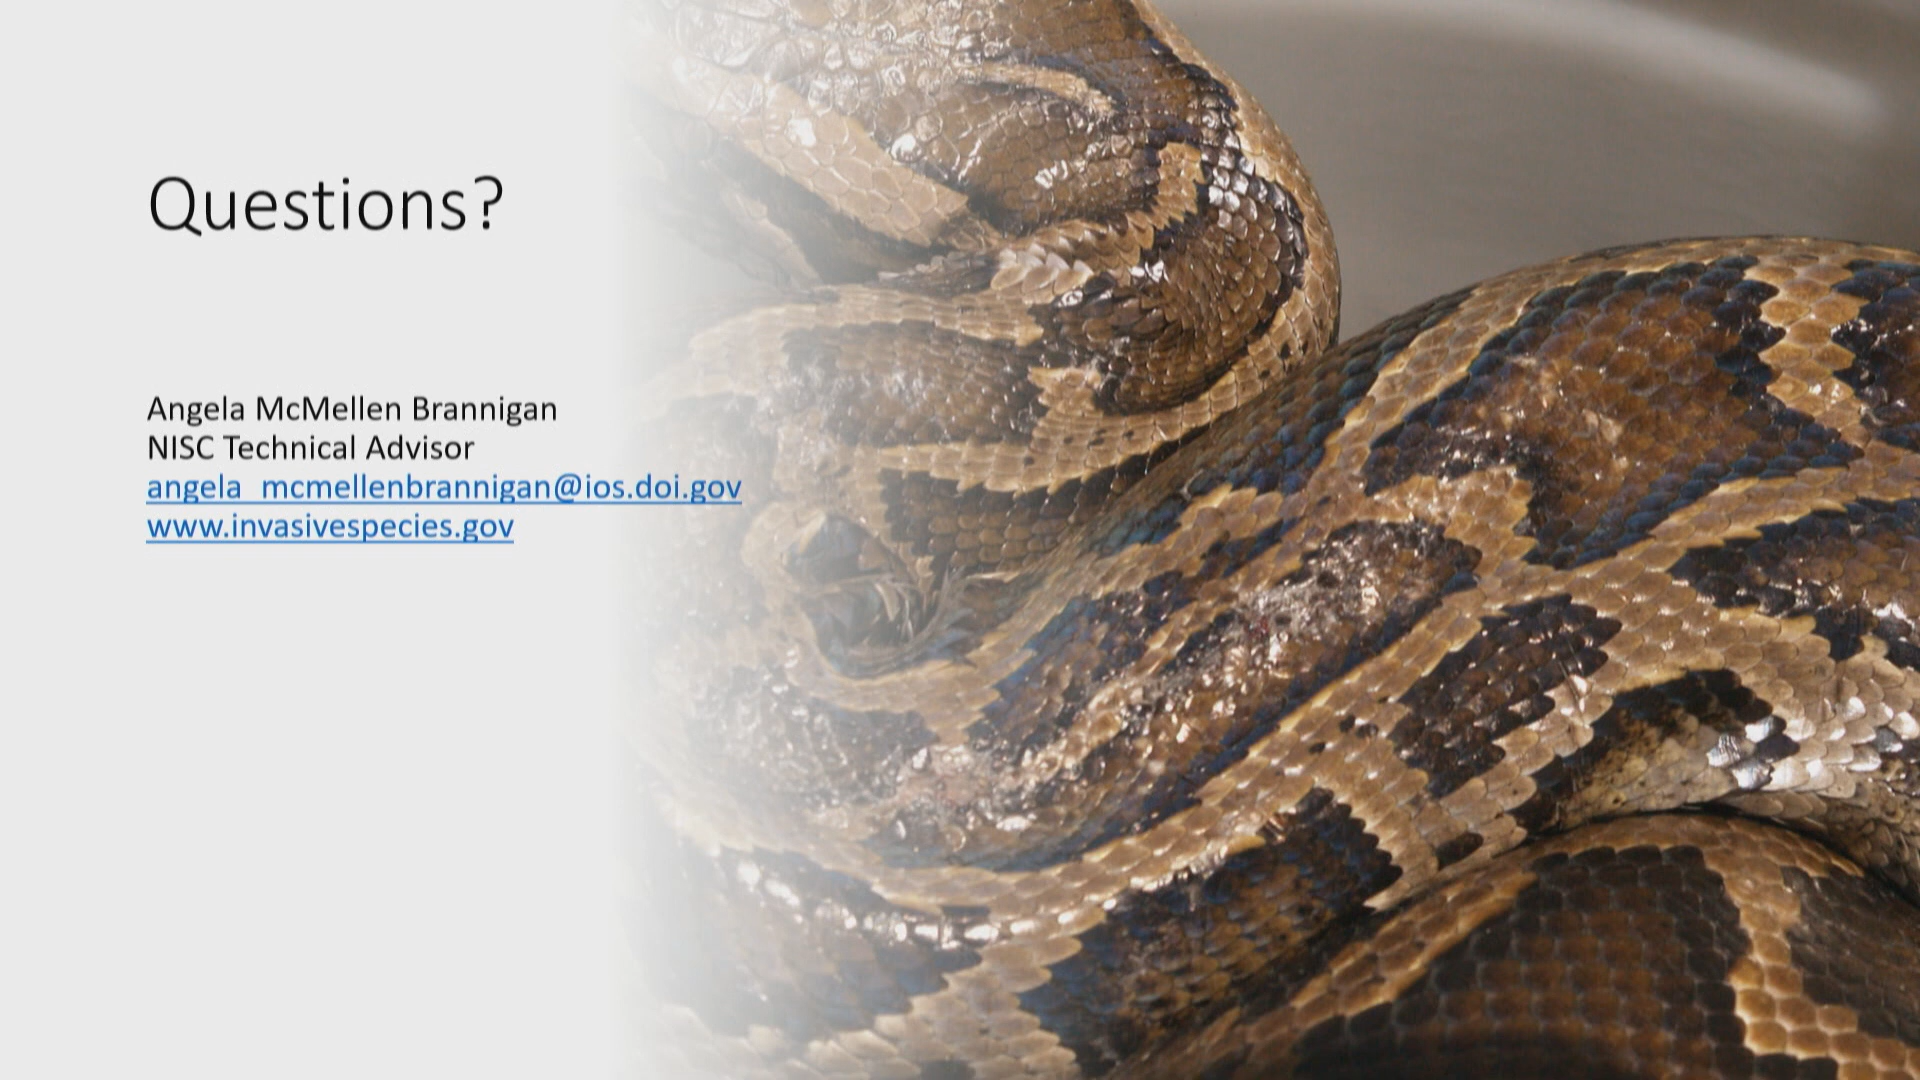 Questions?
Angela McMellen Brannigan
NISC Technical Advisor
angela_mcmellenbrannigan@ios.doi.gov
www.invasivespecies.gov